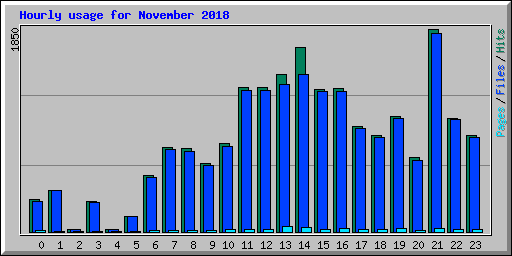 Hourly usage for November 2018
1850
Pages/Files/Hits
0 1 2 3 4 5 6 7 8 9 10 11 12 13 14 15 16 17 18 19 20 21 22 23